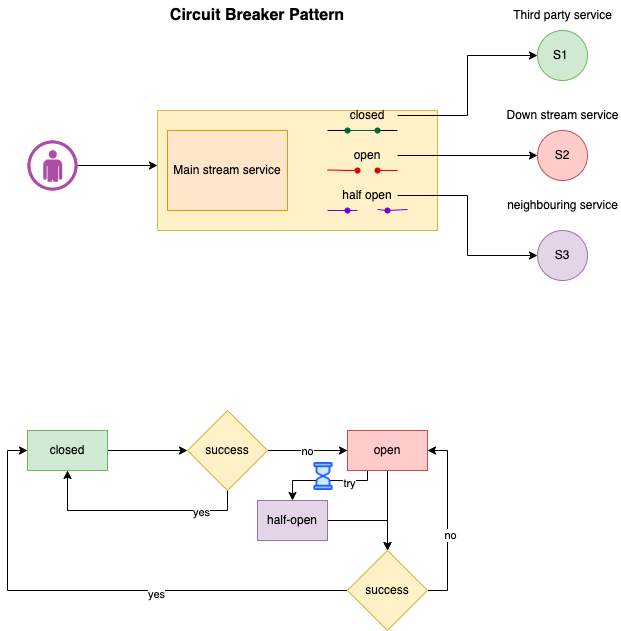 Circuit Breaker Pattern
Third party service
S1
closed
Down stream service
Main stream service
open
S2
half open
neighbouring service
S3
closed
success
no
open
try
yes
half-open
no
success
yes